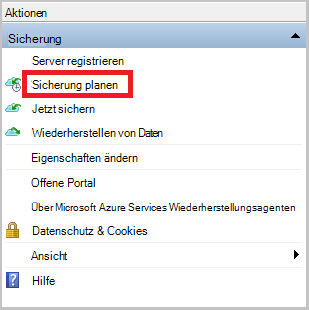 Aktionen
Sicherung
Server registrieren
Sicherung planen
Jetzt sichern
Wiederherstellen von Daten
Eigenschaften ändern
Offene Portal
Über Microsoft Azure Services Wiederherstellungsagenten
Datenschutz & Cookies
Ansicht
Hilfe